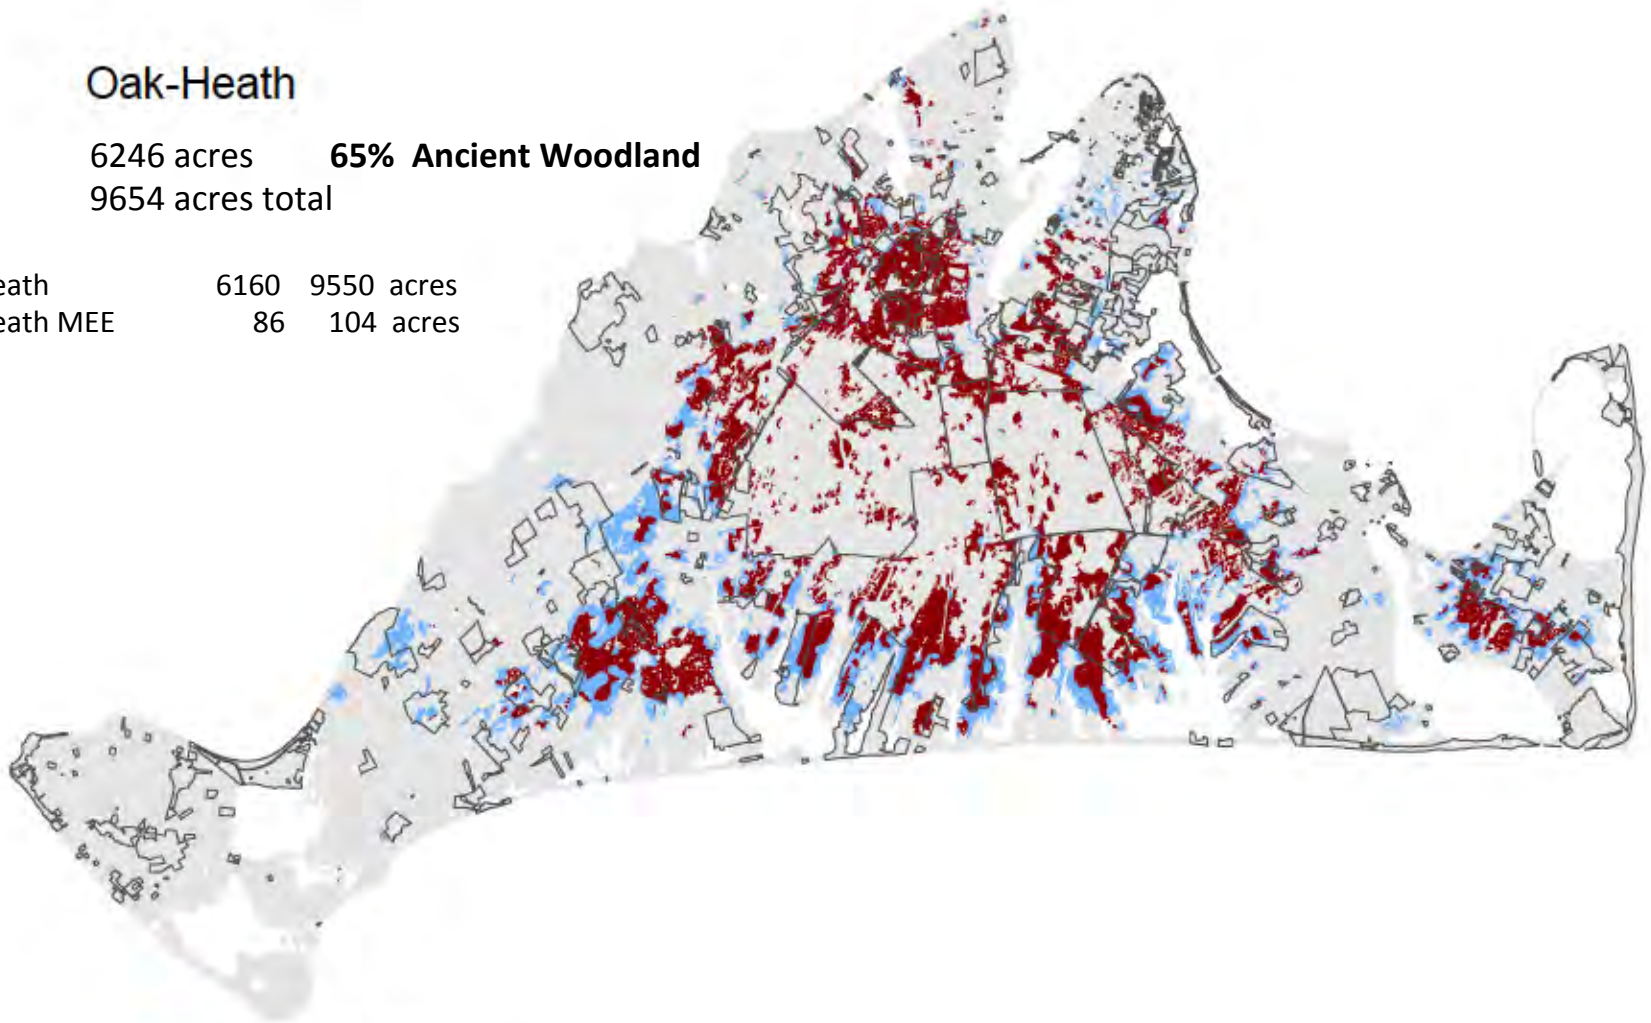 Oak-Heath
6246 acres 65% Ancient Woodland
9654 acres total
eath 6160 9550 acres
eath MEE 86 104 acres